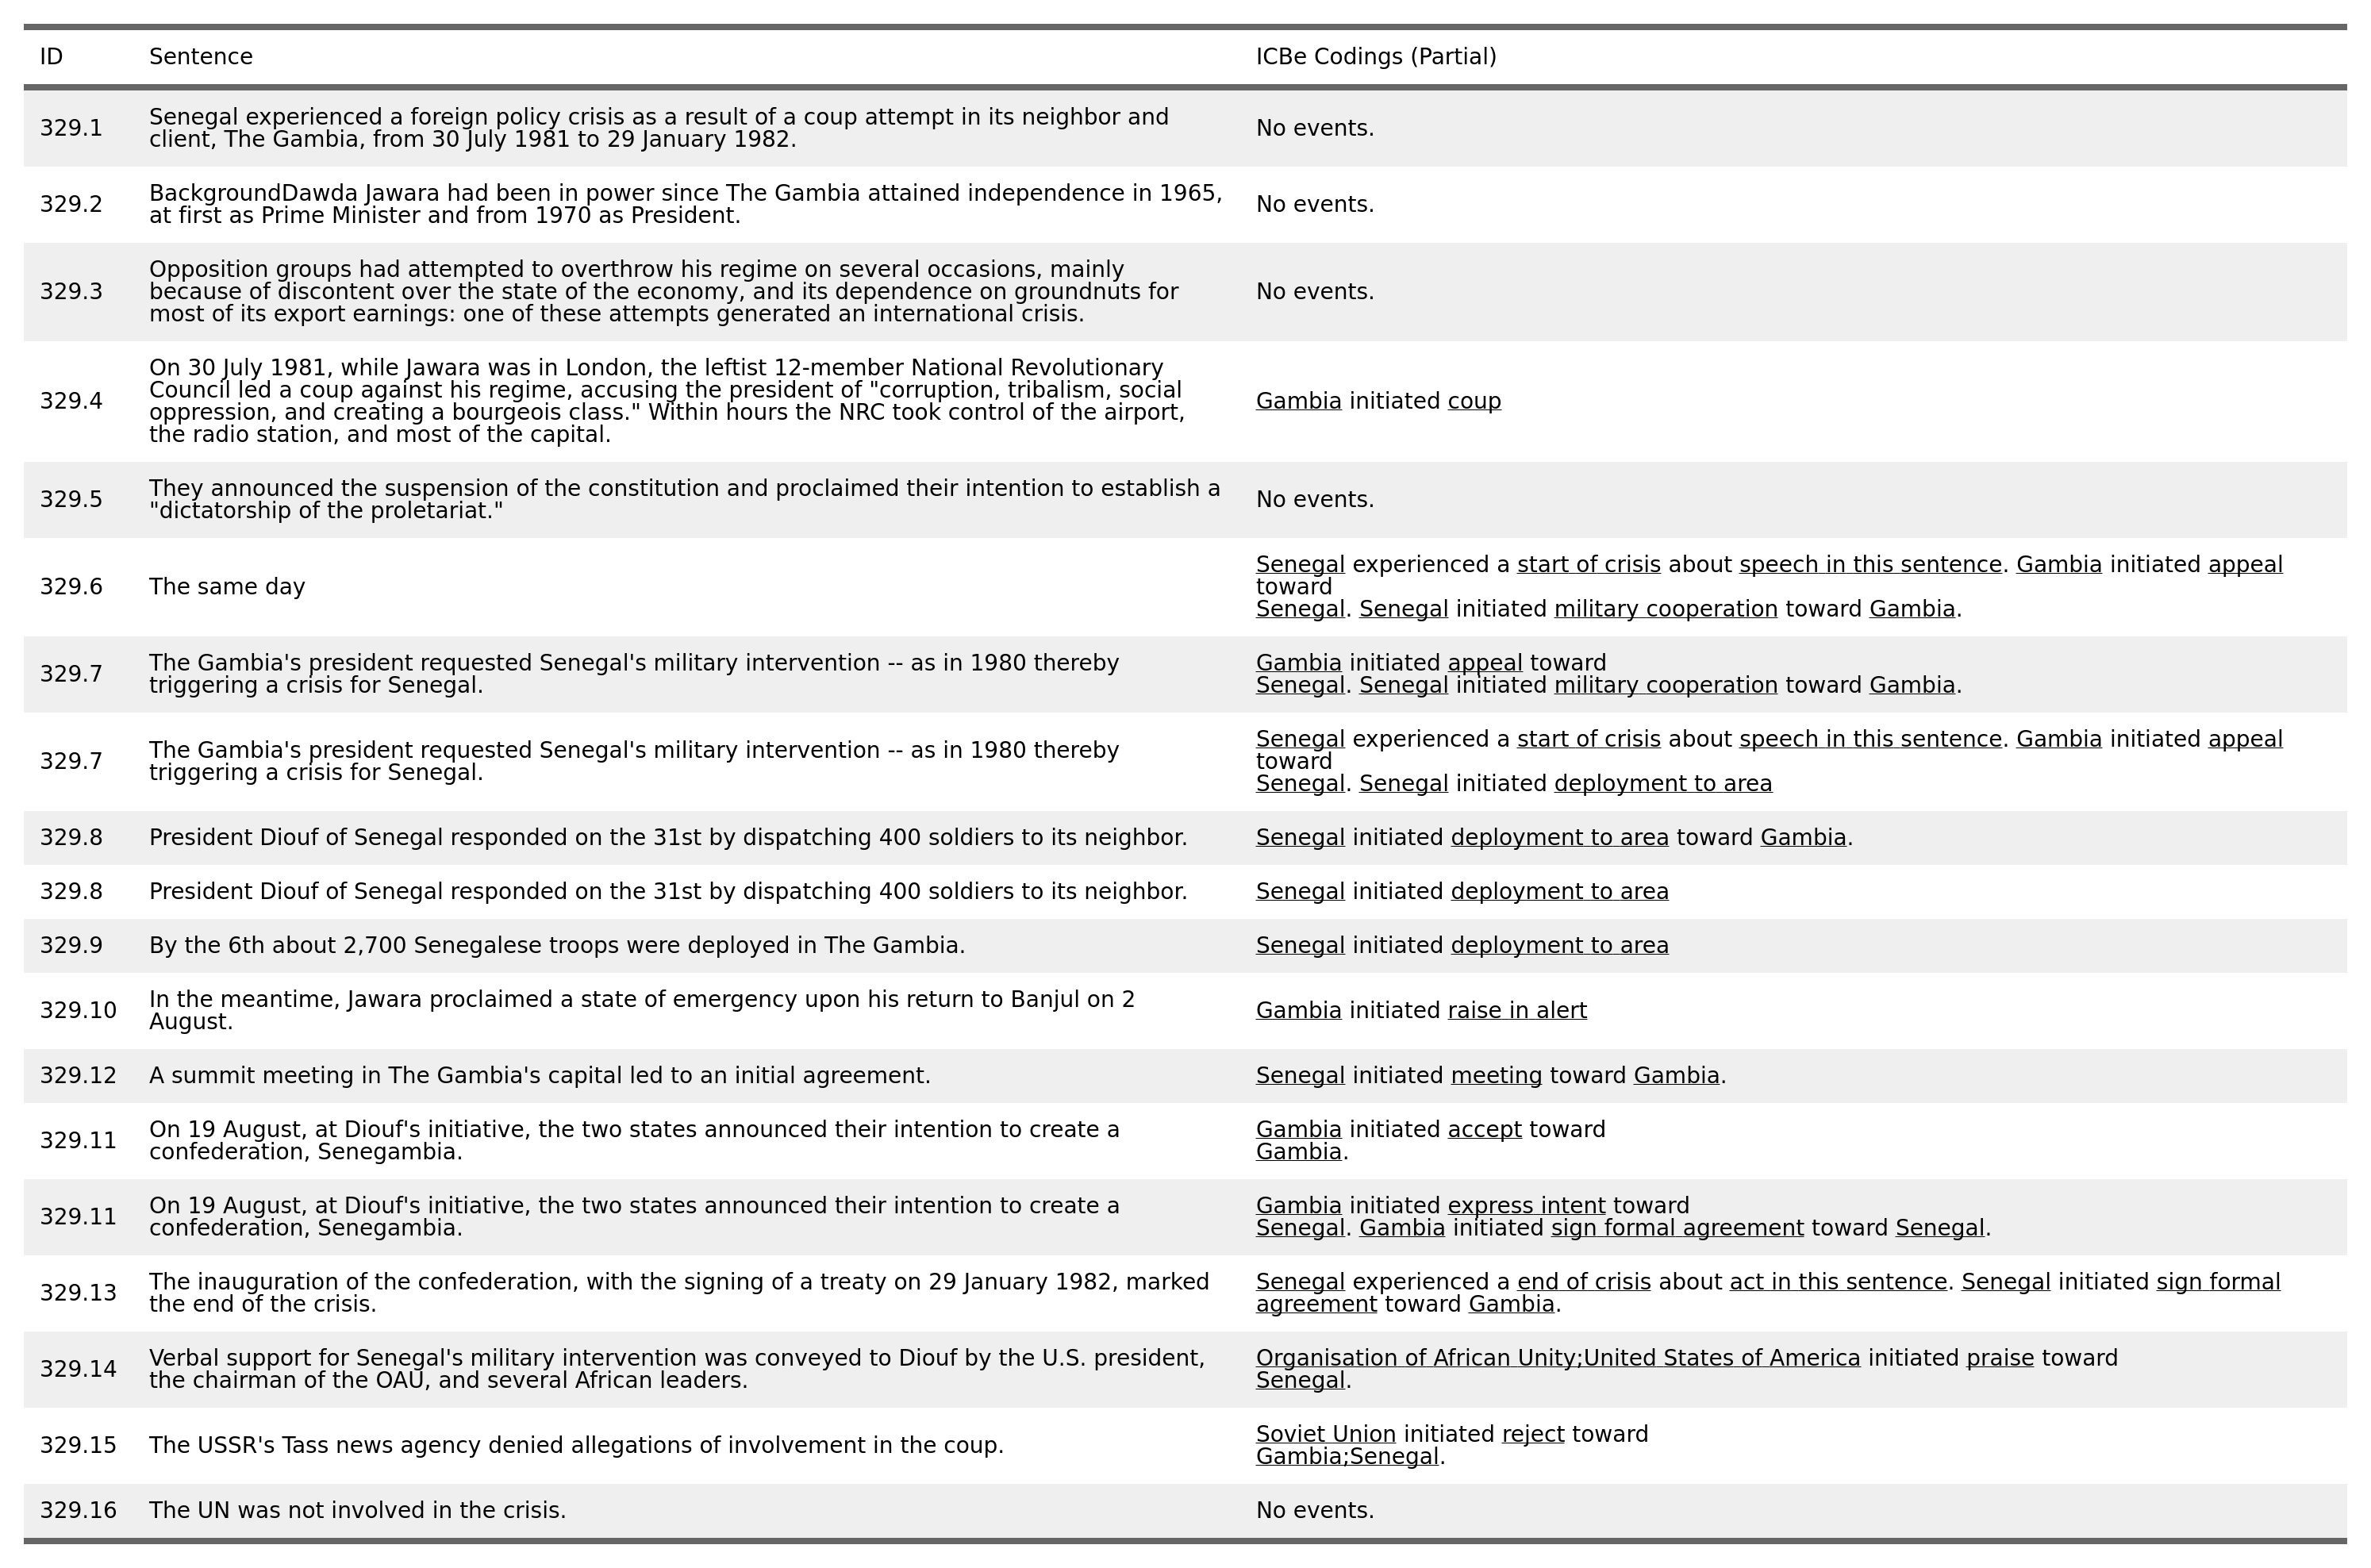 ID Sentence ICBe Codings (Partial)
329.1 Senegal experienced a foreign policy crisis as a result of a coup attempt in its neighbor and
client, The Gambia, from 30 July 1981 to 29 January 1982.
No events.
329.2 BackgroundDawda Jawara had been in power since The Gambia attained independence in 1965,
at first as Prime Minister and from 1970 as President.
No events.
329.3 Opposition groups had attempted to overthrow his regime on several occasions, mainly
because of discontent over the state of the economy, and its dependence on groundnuts for
most of its export earnings: one of these attempts generated an international crisis.
No events.
329.4 On 30 July 1981, while Jawara was in London, the leftist 12-member National Revolutionary
Council led a coup against his regime, accusing the president of "corruption, tribalism, social
oppression, and creating a bourgeois class." Within hours the NRC took control of the airport,
the radio station, and most of the capital.
Gambia initiated coup
329.5 They announced the suspension of the constitution and proclaimed their intention to establish a
"dictatorship of the proletariat."
No events.
329.6 The same day
Senegal experienced a start of crisis about speech in this sentence. Gambia initiated appeal
toward
Senegal. Senegal initiated military cooperation toward Gambia.
329.7 The Gambia's president requested Senegal's military intervention -- as in 1980 thereby
triggering a crisis for Senegal.
Gambia initiated appeal toward
Senegal. Senegal initiated military cooperation toward Gambia.
329.7 The Gambia's president requested Senegal's military intervention -- as in 1980 thereby
triggering a crisis for Senegal.
Senegal experienced a start of crisis about speech in this sentence. Gambia initiated appeal
toward
Senegal. Senegal initiated deployment to area
329.8 President Diouf of Senegal responded on the 31st by dispatching 400 soldiers to its neighbor. Senegal initiated deployment to area toward Gambia.
329.8 President Diouf of Senegal responded on the 31st by dispatching 400 soldiers to its neighbor. Senegal initiated deployment to area
329.9 By the 6th about 2,700 Senegalese troops were deployed in The Gambia. Senegal initiated deployment to area
329.10 In the meantime, Jawara proclaimed a state of emergency upon his return to Banjul on 2
August.
Gambia initiated raise in alert
329.12 A summit meeting in The Gambia's capital led to an initial agreement. Senegal initiated meeting toward Gambia.
329.11 On 19 August, at Diouf's initiative, the two states announced their intention to create a
confederation, Senegambia.
Gambia initiated accept toward
Gambia.
329.11 On 19 August, at Diouf's initiative, the two states announced their intention to create a
confederation, Senegambia.
Gambia initiated express intent toward
Senegal. Gambia initiated sign formal agreement toward Senegal.
329.13 The inauguration of the confederation, with the signing of a treaty on 29 January 1982, marked
the end of the crisis.
Senegal experienced a end of crisis about act in this sentence. Senegal initiated sign formal
agreement toward Gambia.
329.14 Verbal support for Senegal's military intervention was conveyed to Diouf by the U.S. president,
the chairman of the OAU, and several African leaders.
Organisation of African Unity;United States of America initiated praise toward
Senegal.
329.15 The USSR's Tass news agency denied allegations of involvement in the coup.
Soviet Union initiated reject toward
Gambia;Senegal.
329.16 The UN was not involved in the crisis. No events.